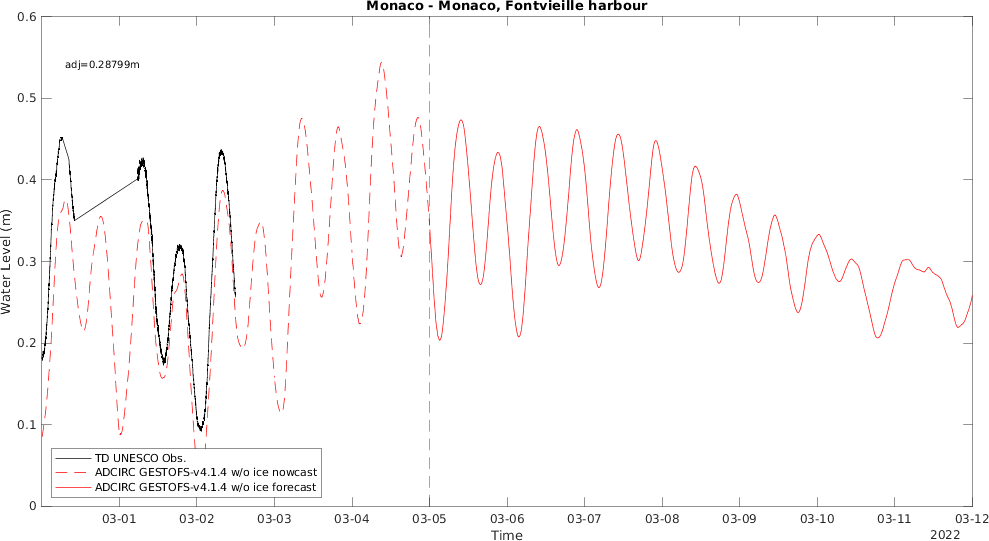 Monaco - Monaco, Fontvieille harbour
adj=0.28799m
Water Level (m)
0.6
0.5
0.4
0.3
0.2
0.1
0
TD UNESCO Obs.
ADCIRC GESTOFS-v4.1.4 w/o ice nowcast
ADCIRC GESTOFS-v4.1.4 w/o ice forecast
03-01 03-02 03-03 03-04 03-05 03-06 03-07 03-08 03-09 03-10 03-11 03-12
Time
2022